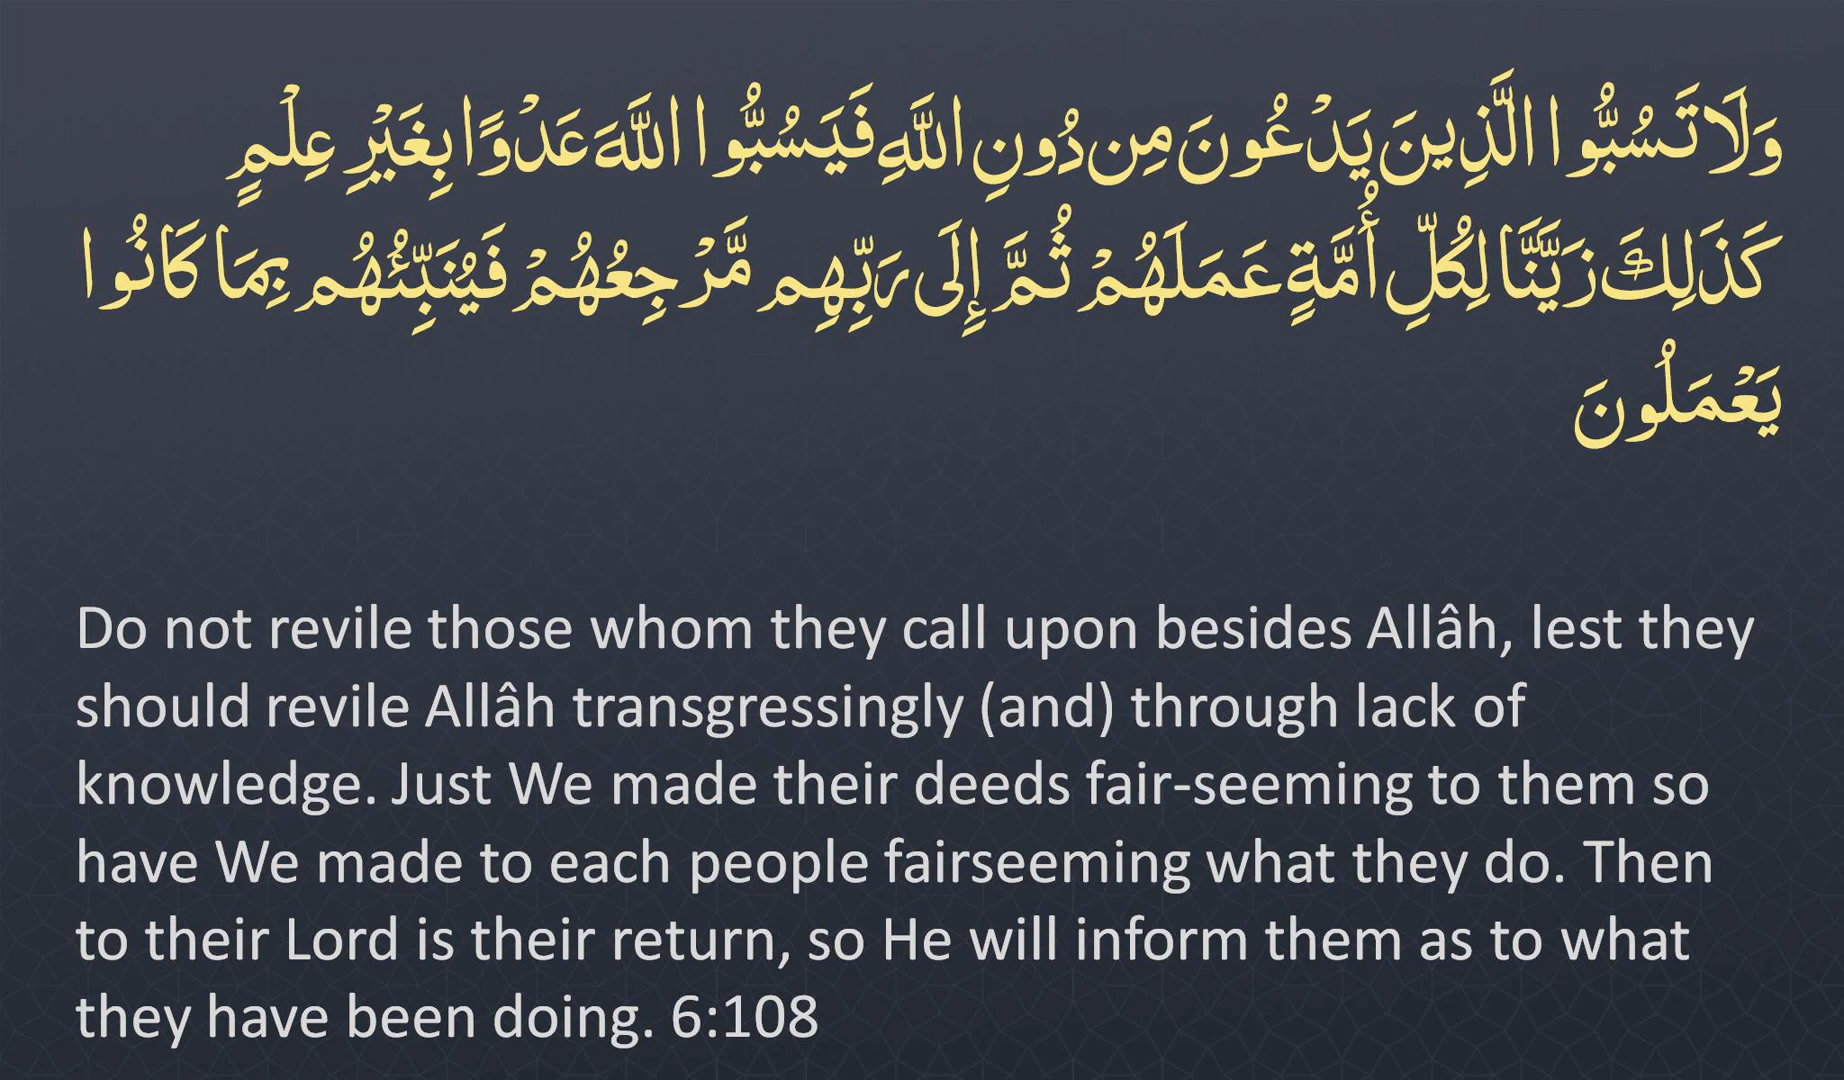 وَلَا تَسُبُّوا الَّذِينَ يَدْعُونَ مِن دُونِ اللَّهِ فَيَسُبُّوا اللَّهَ عَدْوًا بِغَيْرِ عِلْمٍ
كَذَلِكَ زَيَّنَّا لِكُلِّ أُمَّةٍ عَمَلَهُمْ ثُمَّ إِلَى رَبِّهِم مَّرْجِعُهُمْ فَيُنَبِّئُهُم بِمَا كَانُوا
يَعْمَلُونَ
Do not revile those whom they call upon besides Allâh, lest they
should revile Allâh transgressingly (and) through lack of
knowledge. Just We made their deeds fair-seeming to them so
have We made to each people fairseeming what they do. Then
to their Lord is their return, so He will inform them as to what
they have been doing. 6:108